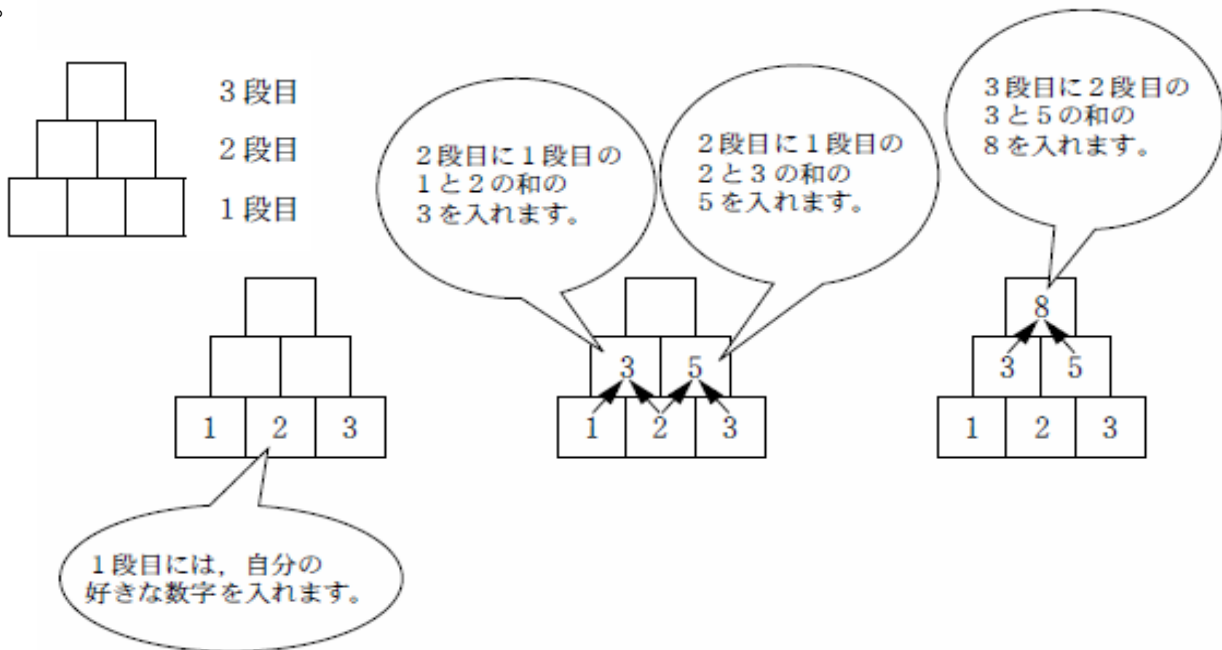 。
3段目
2段目
1段目
2段目に1段目の
1と2の和の
3を入れます。
2段目に1段目の
2と3の和の
5を入れます。
3段目に2段目の
3と5の和の
8を入れます。
1 2 3
1段目には，自分の
好きな数字を入れます。
3 5
1 2 3
8
3 5
1 2 3